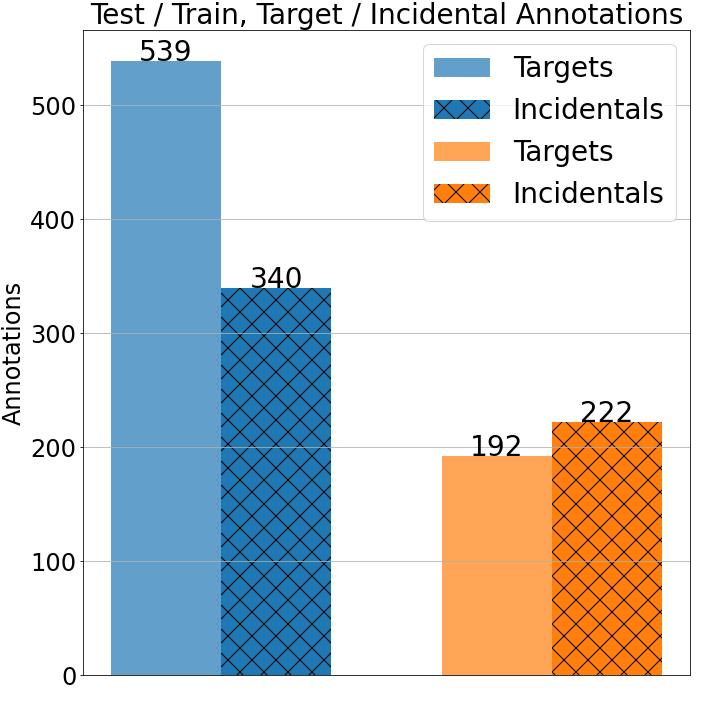 Test / Train, Target / Incidental Annotations
539
340
192
222
Targets
Incidentals
Targets
Incidentals
Annotations
500
400
300
200
100
0